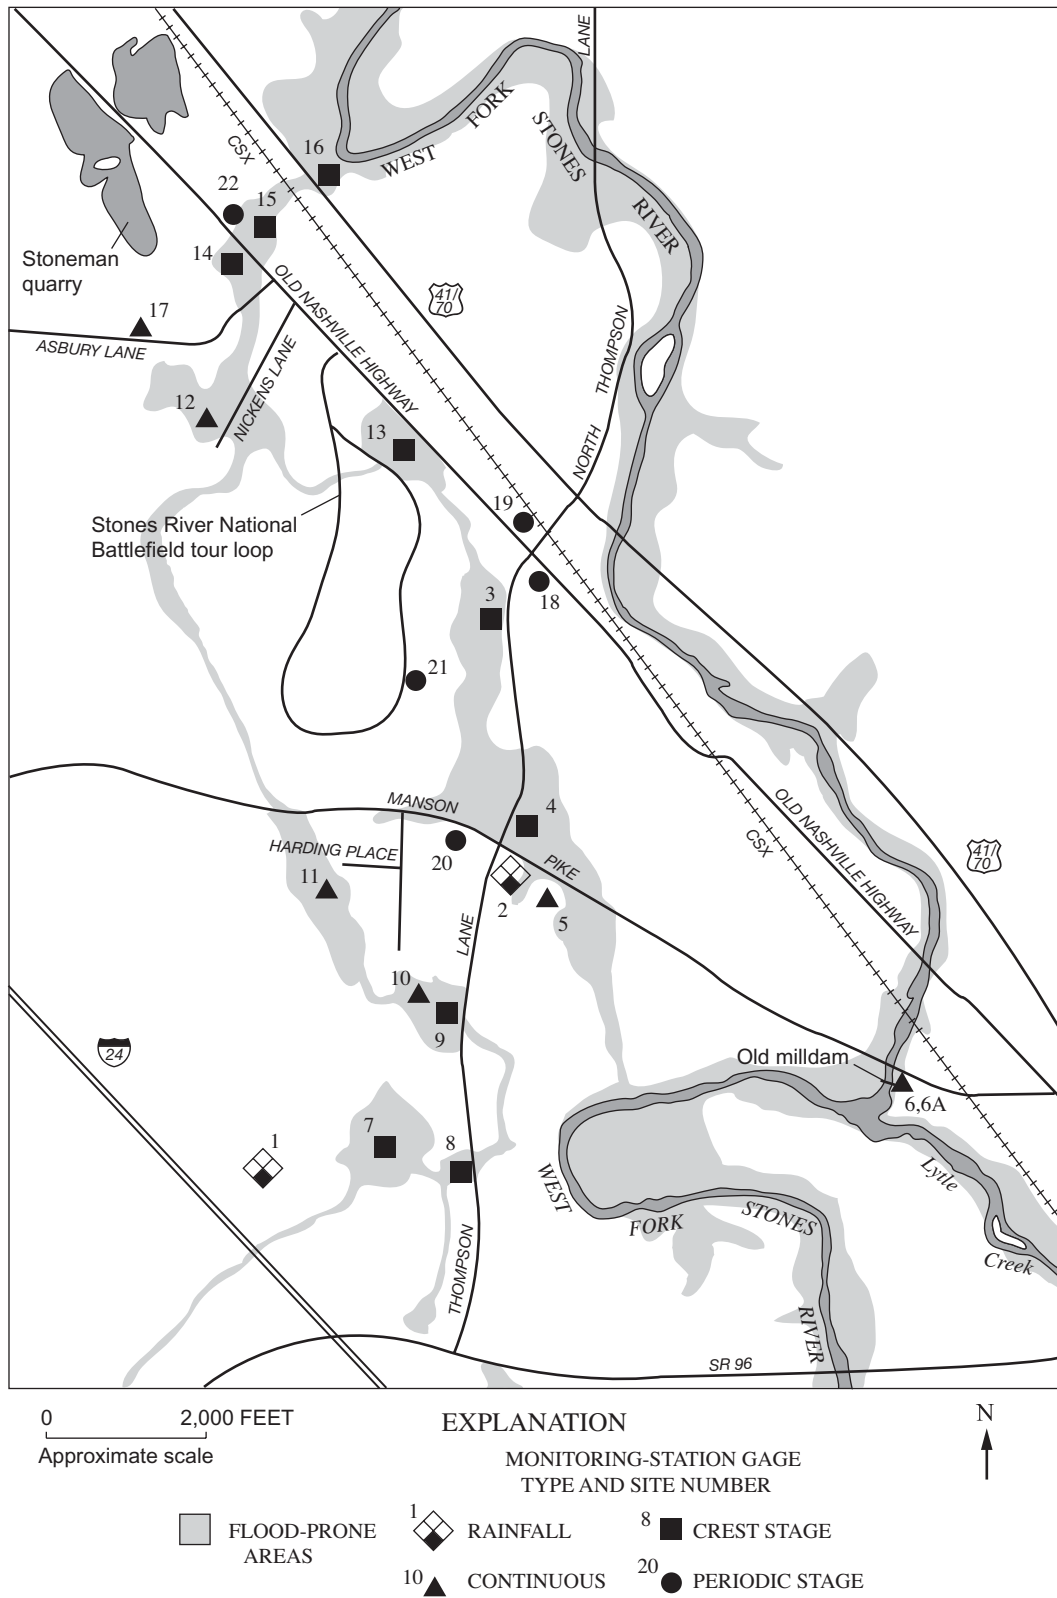 LANE
NORTH
FORK
WEST
STONES
RIVER
16
CSX
22
15
14
Stoneman
quarry
17
ASBURY LANE
OLD NASHVILLE HIGHWAY
41/
70
NICKENS LANE
THOMPSON
NORTH
12
13
Stones River National
Battlefield tour loop
19
18
3
21
MANSON
4
HARDING PLACE
20
PIKE
11
2
5
OLD NASHVILLE HIGHWAY
CSX
41/
70
LANE
10
9
24
Old milldam
6,6A
7
8
1
WEST
FORK
STONES
RIVER
Lytle
Creek
THOMPSON
SR 96
0
2,000 FEET
Approximate scale
EXPLANATION
N
MONITORING-STATION GAGE
TYPE AND SITE NUMBER
FLOOD-PRONE
AREAS
1
RAINFALL
8
CREST STAGE
10
CONTINUOUS
20
PERIODIC STAGE